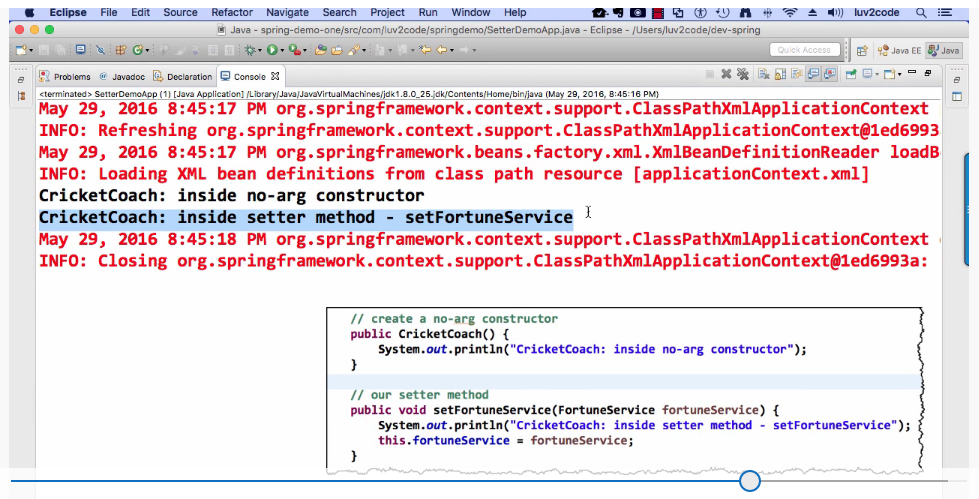 Eclipse File Edit Source Refactor Navigate Search Project Run Window Help luv2code
Java - spring-demo-one/src/com/luv2code/springdemo/SetterDemoApp.java - Eclipse - /Users/luv2code/dev-spring
Quick Access Java EE Java
Problems Javadoc Declaration Console
<terminated> SetterDemoApp (1) [Java Application] /Library/Java/JavaVirtualMachines/jdk1.8.0_25.jdk/Contents/Home/bin/java (May 29, 2016, 8:45:16 PM)
May 29, 2016 8:45:17 PM org.springframework.context.support.ClassPathXmlApplicationContext
INFO: Refreshing org.springframework.context.support.ClassPathXmlApplicationContext@1ed6993
May 29, 2016 8:45:17 PM org.springframework.beans.factory.xml.XmlBeanDefinitionReader loadB
INFO: Loading XML bean definitions from class path resource [applicationContext.xml]
CricketCoach: inside no-arg constructor
CricketCoach: inside setter method - setFortuneService
May 29, 2016 8:45:18 PM org.springframework.context.support.ClassPathXmlApplicationContext
INFO: Closing org.springframework.context.support.ClassPathXmlApplicationContext@1ed6993a:
// create a no-arg constructor
public CricketCoach() {
System.out.println("CricketCoach: inside no-arg constructor");
}
// our setter method
public void setFortuneService(FortuneService fortuneService) {
System.out.println("CricketCoach: inside setter method - setFortuneService");
this.fortuneService = fortuneService;
}